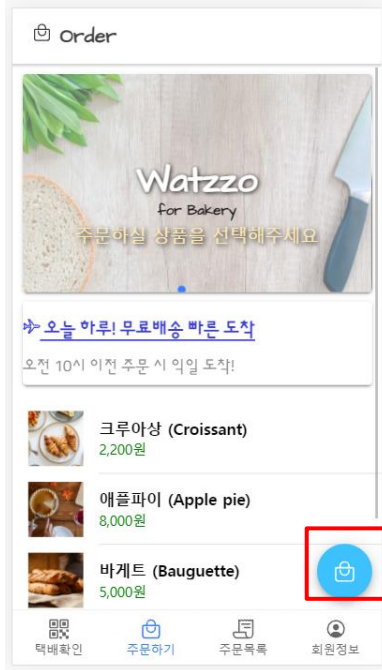 Order
Watzzo
for Bakery
주문하실 상품을 선택해주세요
오늘 하루! 무료배송 빠른 도착
오전 10시 이전 주문 시 익일 도착!
크루아상 (Croissant)
2,200원
애플파이 (Apple pie)
8,000원
바게트 (Bauguette)
5,000원
택배확인 주문하기 주문목록 회원정보